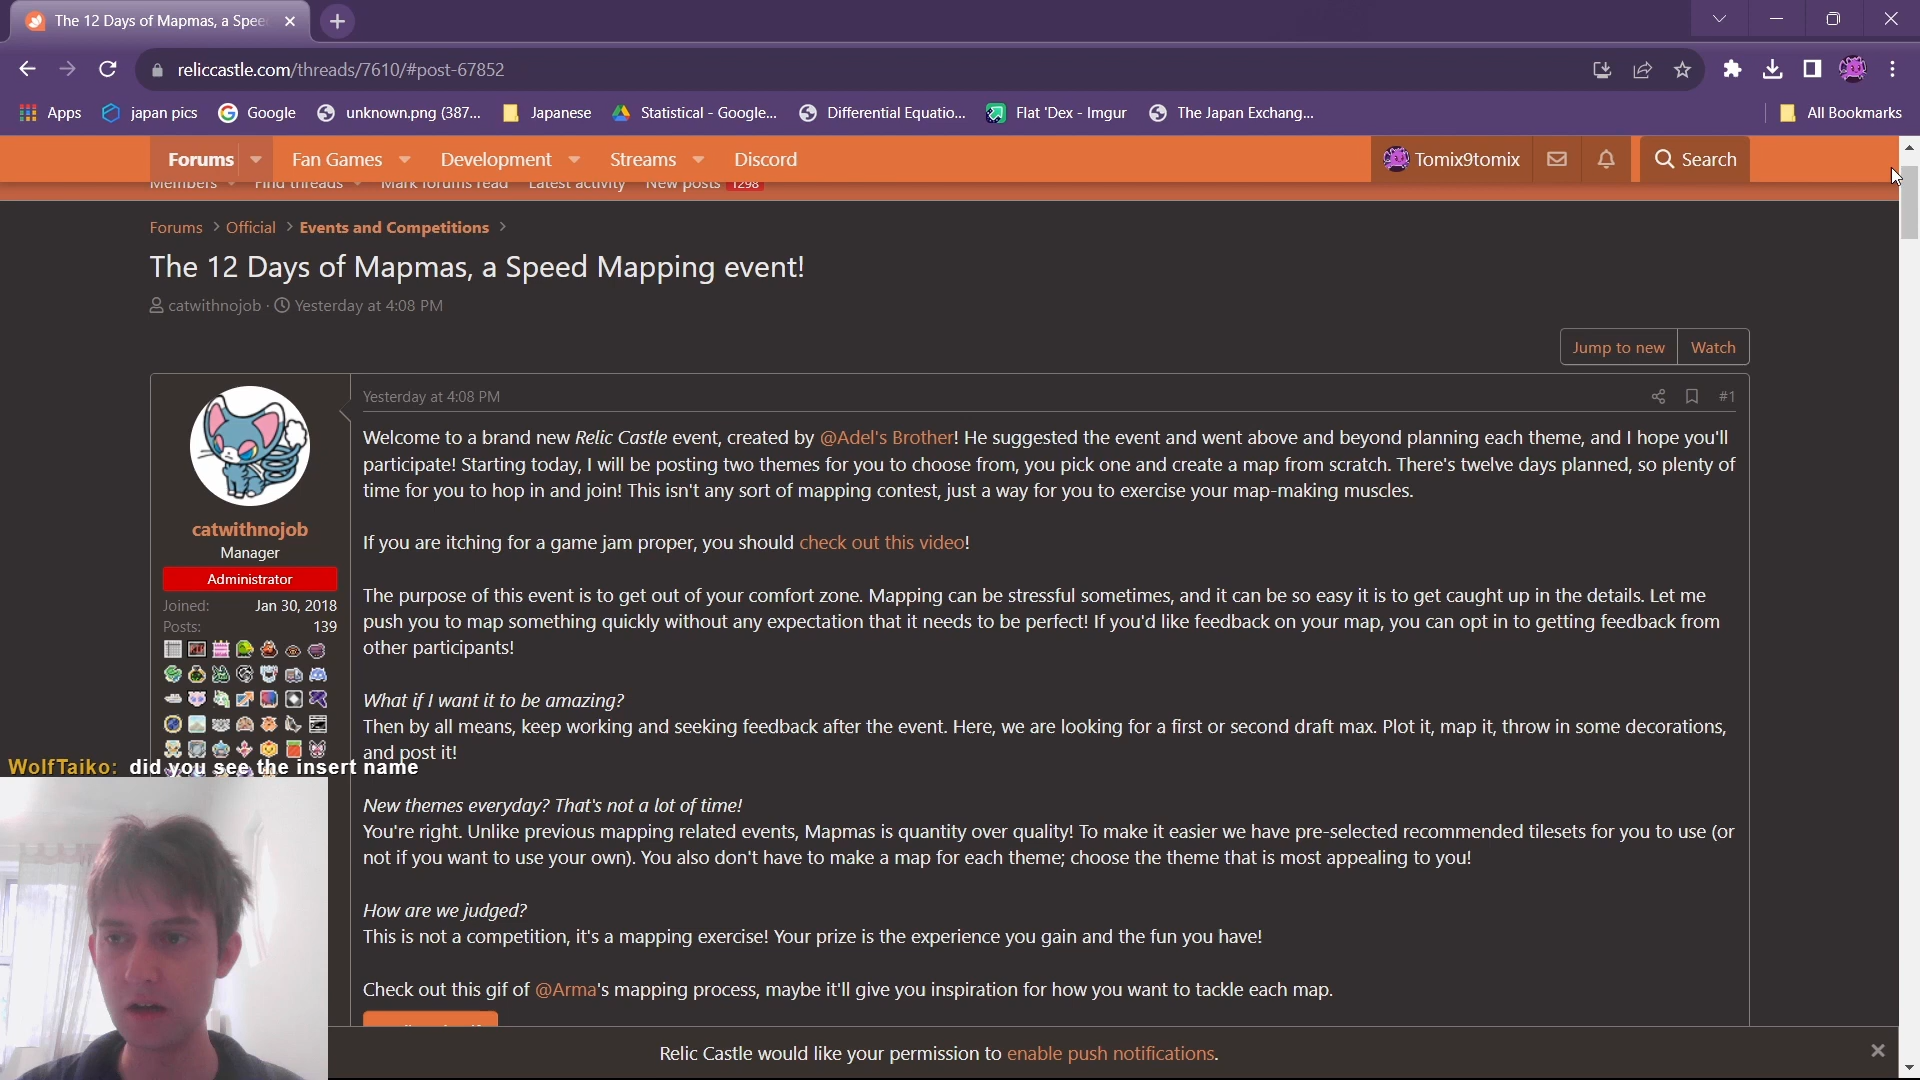 The 12 Days of Mapmas, a Spee
reliccastle.com/threads/7610/#post-67852
Apps japan pics Google unknown.png (387... Japanese Statistical - Google... Differential Equatio... Flat 'Dex - Imgur The Japan Exchang... All Bookmarks
Forums Fan Games Development Streams Discord Tomix9tomix Search
Members Find threads Mark forums read Latest activity New posts 1298
Forums > Official > Events and Competitions >
The 12 Days of Mapmas, a Speed Mapping event!
catwithnojob · Yesterday at 4:08 PM
Jump to new Watch
Yesterday at 4:08 PM #1
catwithnojob
Manager
Administrator
Joined: Jan 30, 2018
Posts: 139
Welcome to a brand new Relic Castle event, created by @Adel's Brother! He suggested the event and went above and beyond planning each theme, and I hope you'll
participate! Starting today, I will be posting two themes for you to choose from, you pick one and create a map from scratch. There's twelve days planned, so plenty of
time for you to hop in and join! This isn't any sort of mapping contest, just a way for you to exercise your map-making muscles.
If you are itching for a game jam proper, you should check out this video!
The purpose of this event is to get out of your comfort zone. Mapping can be stressful sometimes, and it can be so easy it is to get caught up in the details. Let me
push you to map something quickly without any expectation that it needs to be perfect! If you'd like feedback on your map, you can opt in to getting feedback from
other participants!
What if I want it to be amazing?
Then by all means, keep working and seeking feedback after the event. Here, we are looking for a first or second draft max. Plot it, map it, throw in some decorations,
and post it!
WolfTaiko: did you see the insert name
New themes everyday? That's not a lot of time!
You're right. Unlike previous mapping related events, Mapmas is quantity over quality! To make it easier we have pre-selected recommended tilesets for you to use (or
not if you want to use your own). You also don't have to make a map for each theme; choose the theme that is most appealing to you!
How are we judged?
This is not a competition, it's a mapping exercise! Your prize is the experience you gain and the fun you have!
Check out this gif of @Arma's mapping process, maybe it'll give you inspiration for how you want to tackle each map.
Relic Castle would like your permission to enable push notifications.